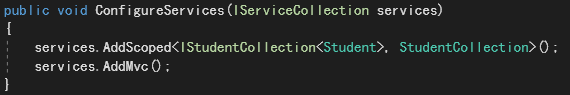 public void ConfigureServices(IServiceCollection services)
{
services.AddScoped<IStudentCollection<Student>, StudentCollection>();
services.AddMvc();
}